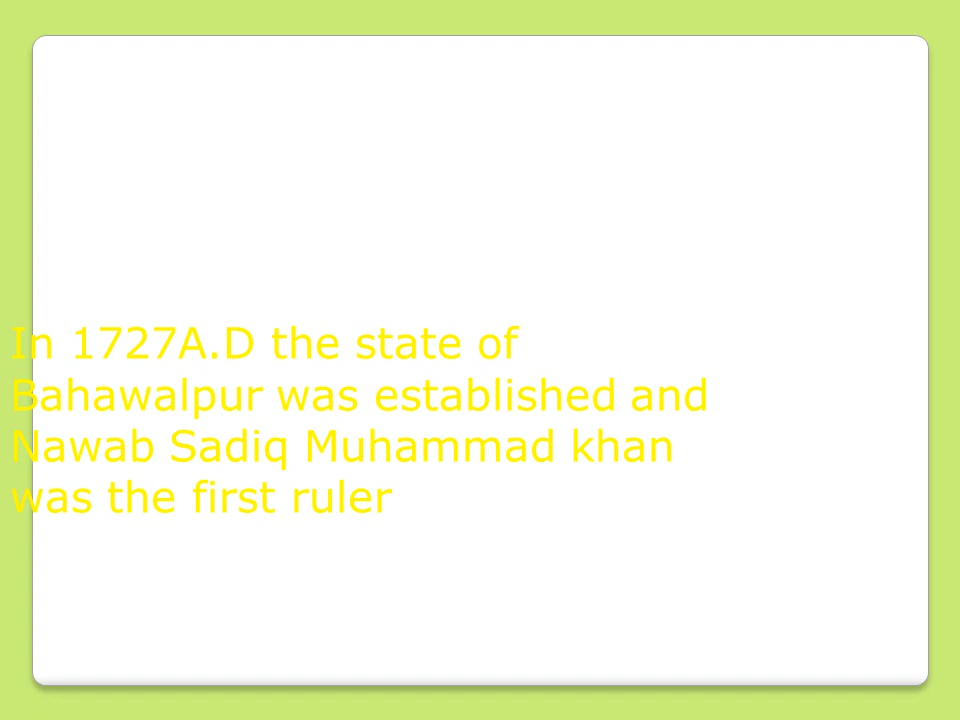 In 1727A.D the state of
Bahawalpur was established and
Nawab Sadiq Muhammad khan
was the first ruler